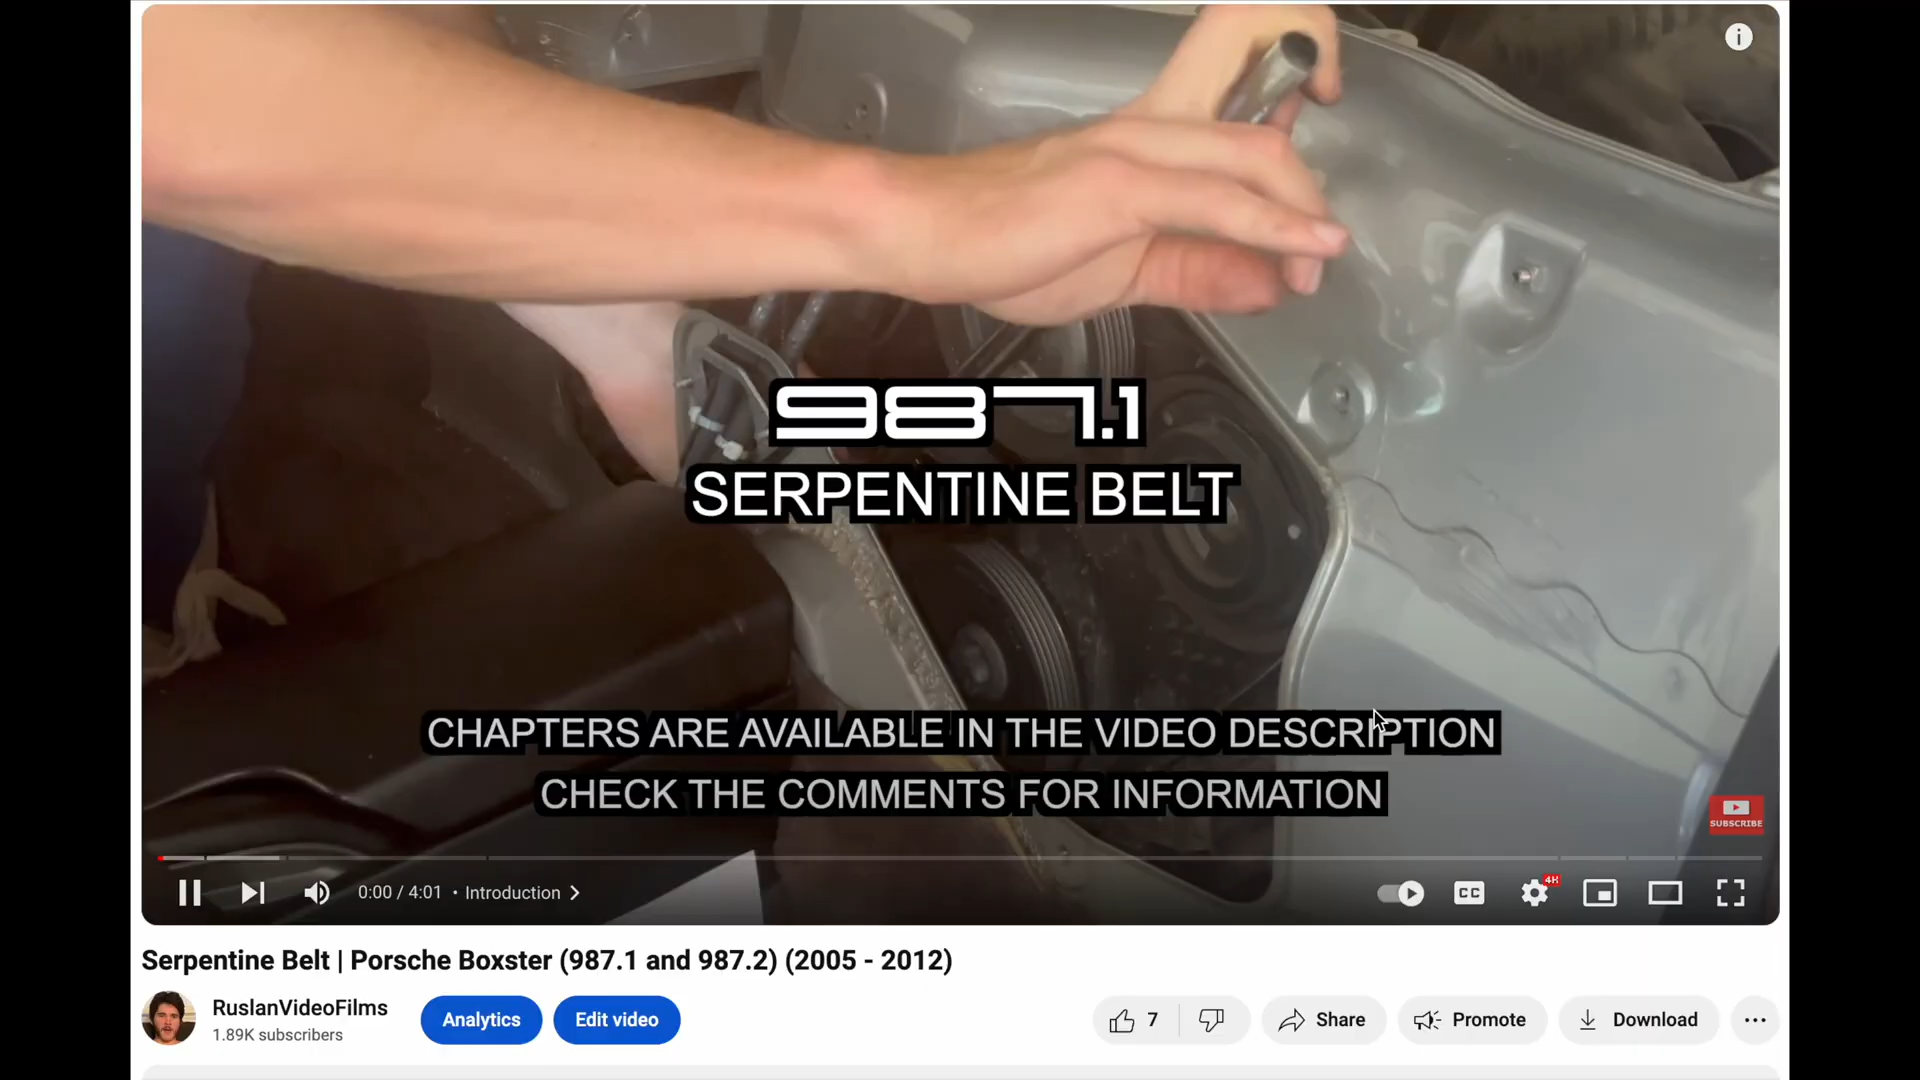 987.1
SERPENTINE BELT
CHAPTERS ARE AVAILABLE IN THE VIDEO DESCRIPTION
CHECK THE COMMENTS FOR INFORMATION
SUBSCRIBE
0:00 / 4:01 • Introduction
CC
4K
Serpentine Belt | Porsche Boxster (987.1 and 987.2) (2005 - 2012)
RuslanVideoFilms
1.89K subscribers
Analytics
Edit video
7
Share
Promote
Download